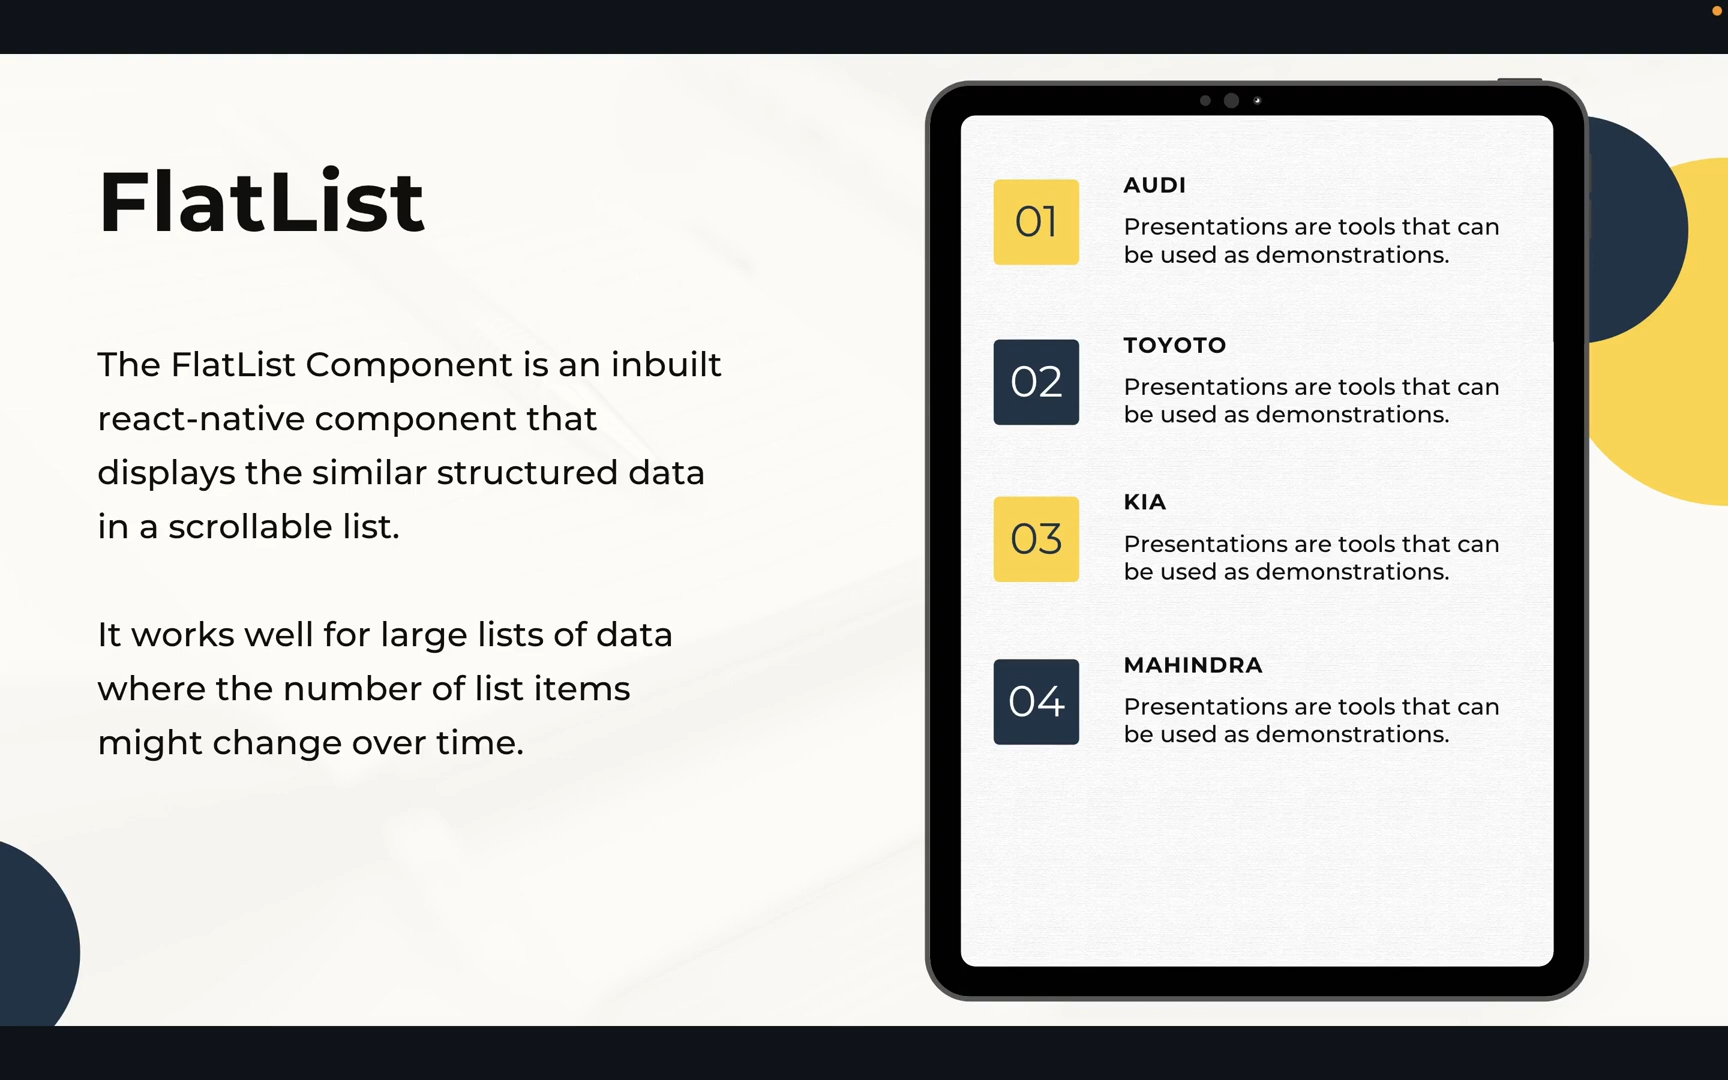 FlatList
The FlatList Component is an inbuilt
react-native component that
displays the similar structured data
in a scrollable list.
It works well for large lists of data
where the number of list items
might change over time.
01
AUDI
Presentations are tools that can
be used as demonstrations.
02
TOYOTO
Presentations are tools that can
be used as demonstrations.
03
KIA
Presentations are tools that can
be used as demonstrations.
04
MAHINDRA
Presentations are tools that can
be used as demonstrations.